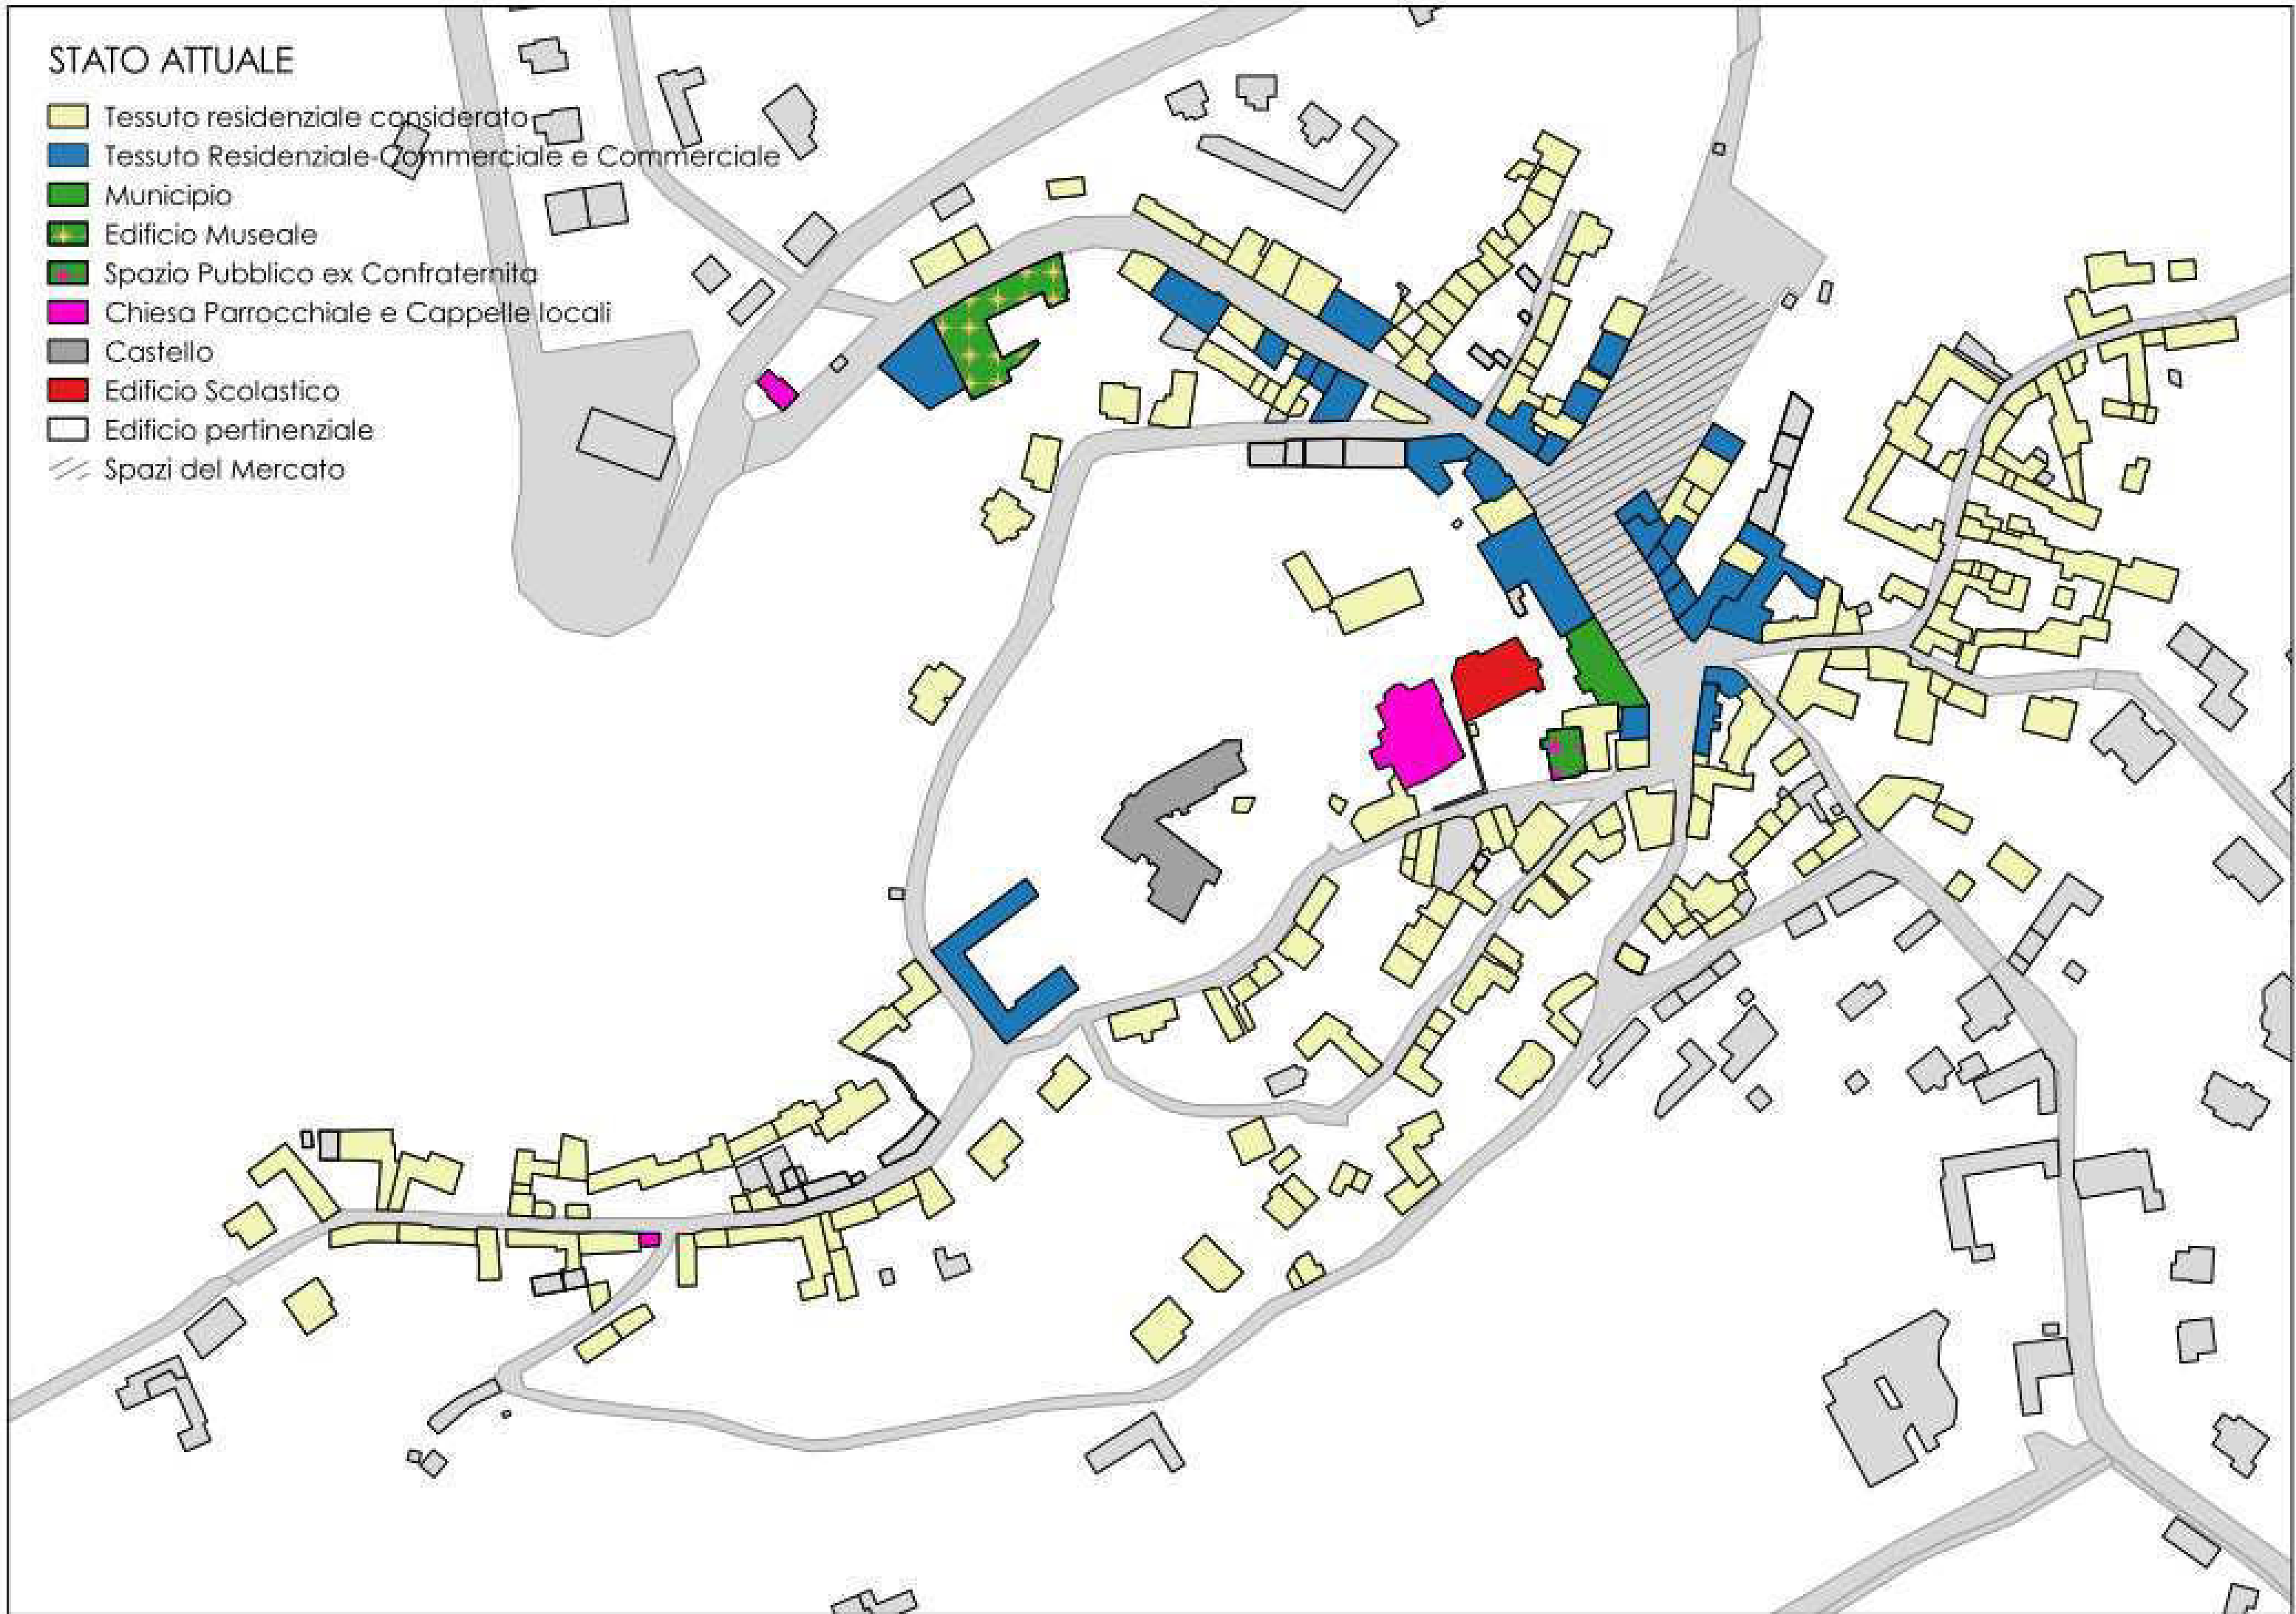 STATO ATTUALE
Tessuto residenziale considerato
Tessuto Residenziale-Commerciale e Commerciale
Municipio
Edificio Museale
Spazio Pubblico ex Confraternita
Chiesa Parrocchiale e Cappelle locali
Castello
Edificio Scolastico
Edificio pertinenziale
Spazi del Mercato